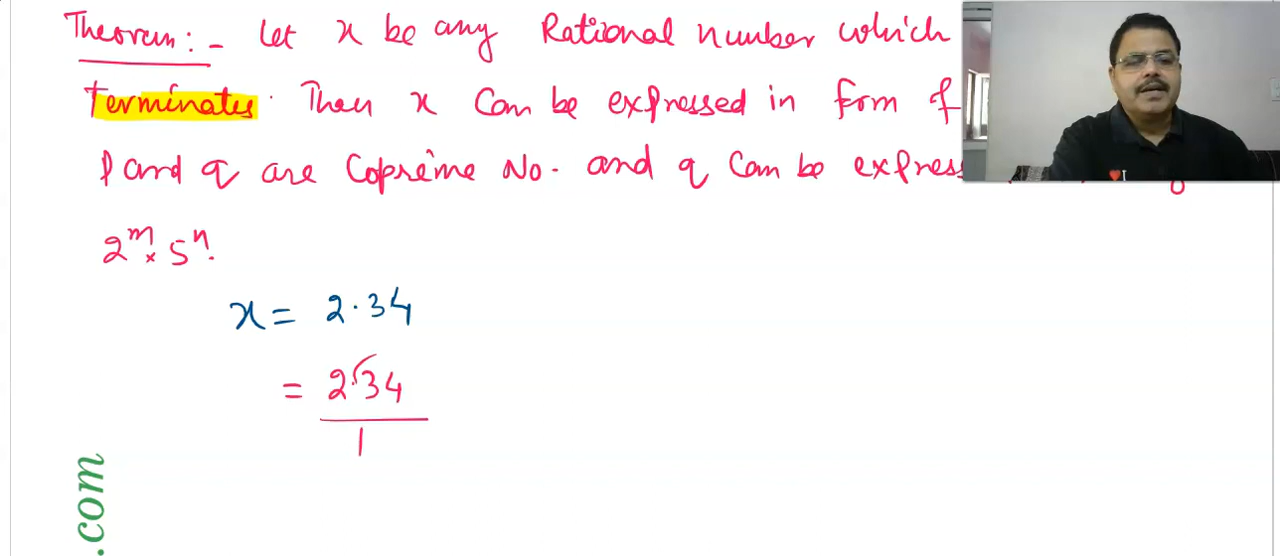 Theorem:- Let x be any Rational number which
terminates. Then x can be expressed in form of
p and q are Coprime No. and q can be express
2^m × 5^n.
x = 2.34
= 2.34
1
.com
I